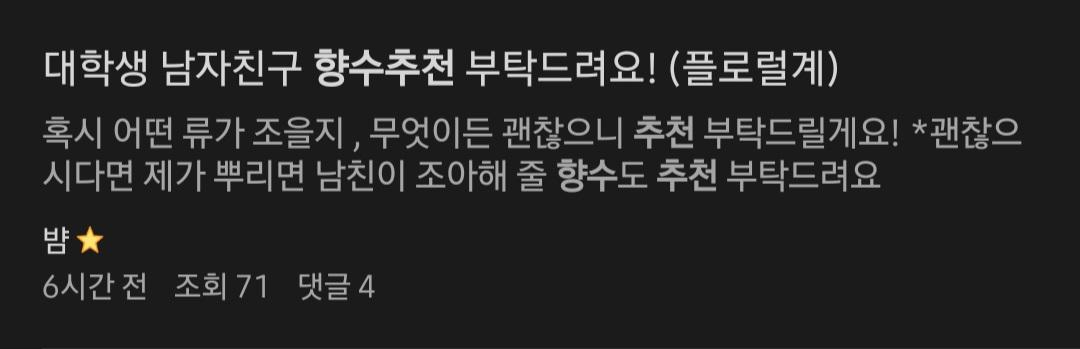 대학생 남자친구 향수추천 부탁드려요! (플로럴계)
혹시 어떤 류가 조을지 , 무엇이든 괜찮으니 추천 부탁드릴게요! *괜찮으
시다면 제가 뿌리면 남친이 조아해 줄 향수도 추천 부탁드려요
뱜⭐
6시간 전 조회 71 댓글 4